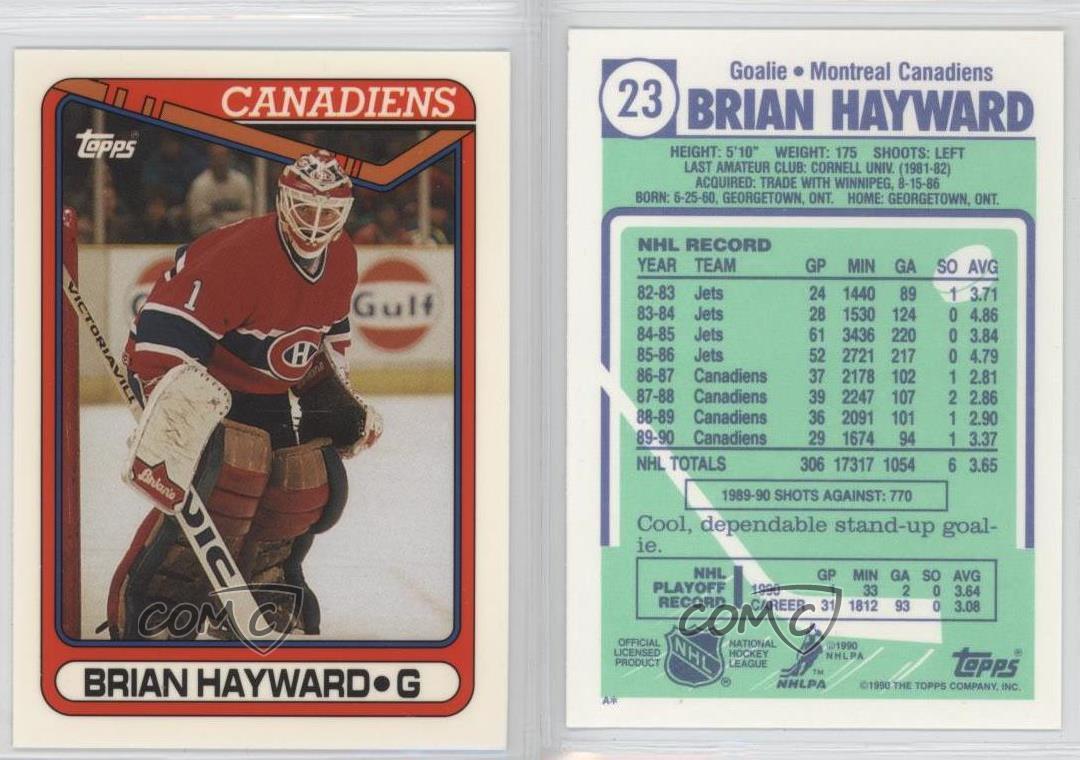 CANADIENS
Topps
1
VICTORIAVILLE
Gulf
H
Brian's
VIC
COMC
BRIAN HAYWARD • G
23
Goalie • Montreal Canadiens
BRIAN HAYWARD
HEIGHT: 5'10" WEIGHT: 175 SHOOTS: LEFT
LAST AMATEUR CLUB: CORNELL UNIV. (1981-82)
ACQUIRED: TRADE WITH WINNIPEG, 8-15-86
BORN: 6-25-60, GEORGETOWN, ONT. HOME: GEORGETOWN, ONT.
NHL RECORD
YEAR TEAM GP MIN GA SO AVG
82-83 Jets 24 1440 89 1 3.71
83-84 Jets 28 1530 124 0 4.86
84-85 Jets 61 3436 220 0 3.84
85-86 Jets 52 2721 217 0 4.79
86-87 Canadiens 37 2178 102 1 2.81
87-88 Canadiens 39 2247 107 2 2.86
88-89 Canadiens 36 2091 101 1 2.90
89-90 Canadiens 29 1674 94 1 3.37
NHL TOTALS 306 17317 1054 6 3.65
1989-90 SHOTS AGAINST: 770
Cool, dependable stand-up goal-
ie.
NHL PLAYOFF RECORD
GP MIN GA SO AVG
1990 1 33 2 0 3.64
CAREER 31 1812 93 0 3.08
COMC
OFFICIAL LICENSED PRODUCT
NHL
NATIONAL HOCKEY LEAGUE
©1990 NHLPA
NHLPA™
Topps
©1990 THE TOPPS COMPANY, INC.
A*